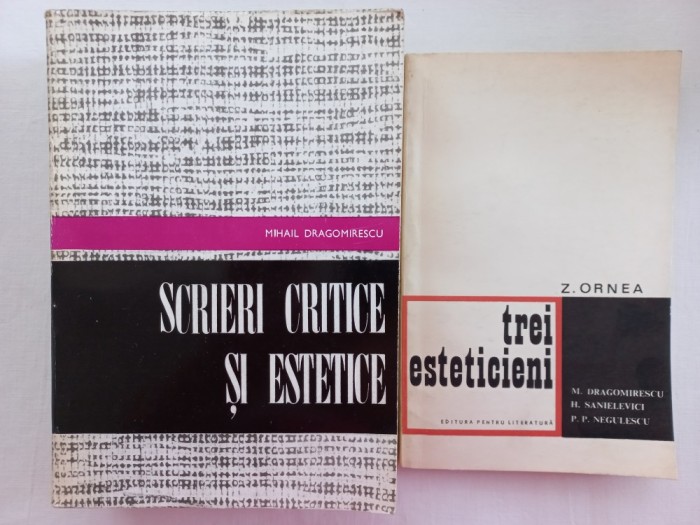 MIHAIL DRAGOMIRESCU
SCRIERI CRITICE
ȘI ESTETICE
Z. ORNEA
trei
esteticieni
EDITURA PENTRU LITERATURĂ
M. DRAGOMIRESCU
H. SANIELEVICI
P. P. NEGULESCU